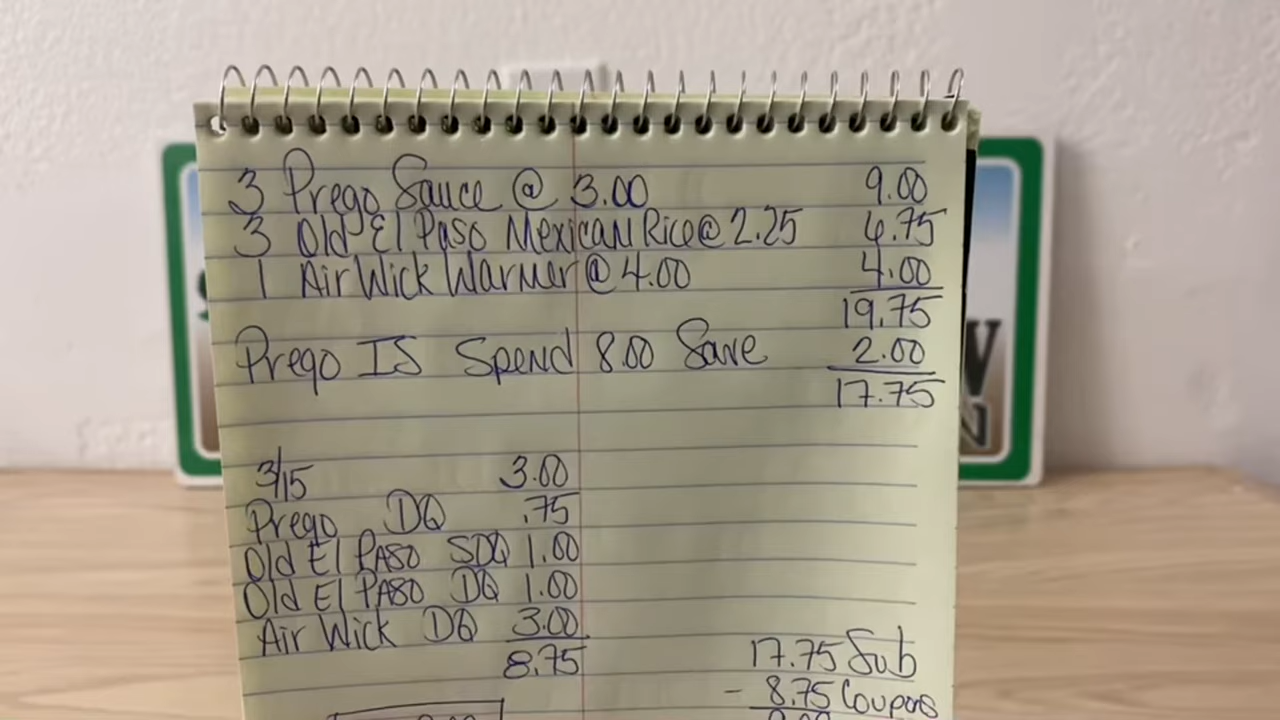 3 Prego Sauce @ 3.00 9.00
3 Old El Paso Mexican Rice @ 2.25 6.75
1 Air Wick Warmer @ 4.00 4.00
19.75
Prego IS Spend 8.00 Save 2.00
17.75
3/15 3.00
Prego DQ .75
Old El Paso SDQ 1.00
Old El Paso DQ 1.00
Air Wick DQ 3.00
8.75
17.75 Sub
- 8.75 Coupons